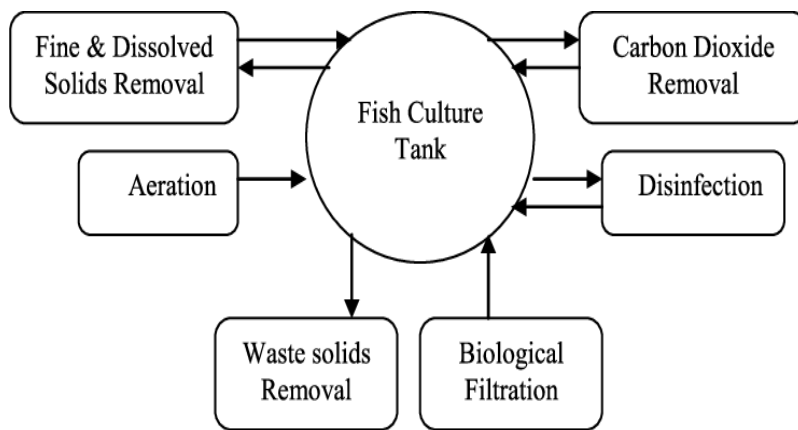 Fine & Dissolved
Solids Removal
Carbon Dioxide
Removal
Fish Culture
Tank
Aeration
Disinfection
Waste solids
Removal
Biological
Filtration